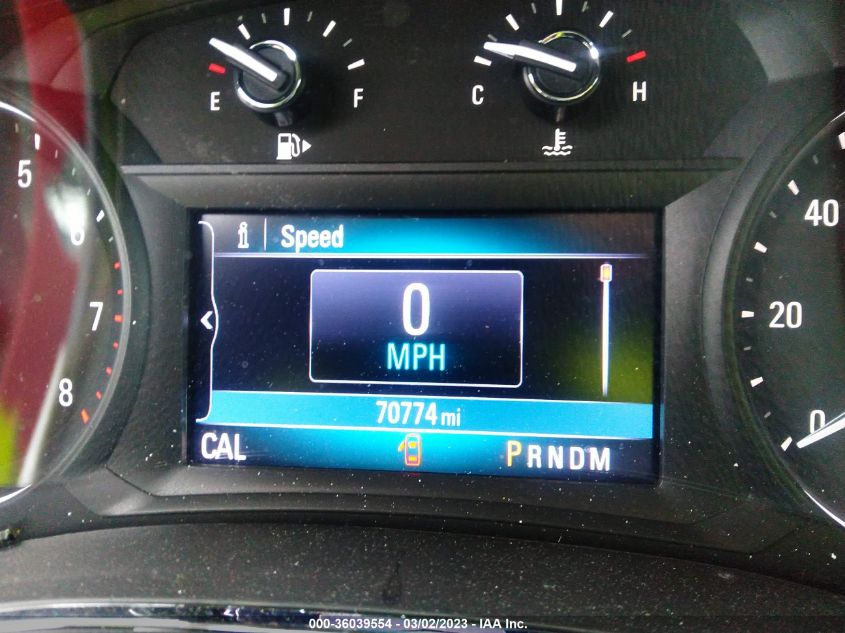 E F
C H
5
6
7
8
i Speed
0
MPH
70774 mi
CAL
PRNDM
40
20
0
000-36039554 - 03/02/2023 - IAA Inc.